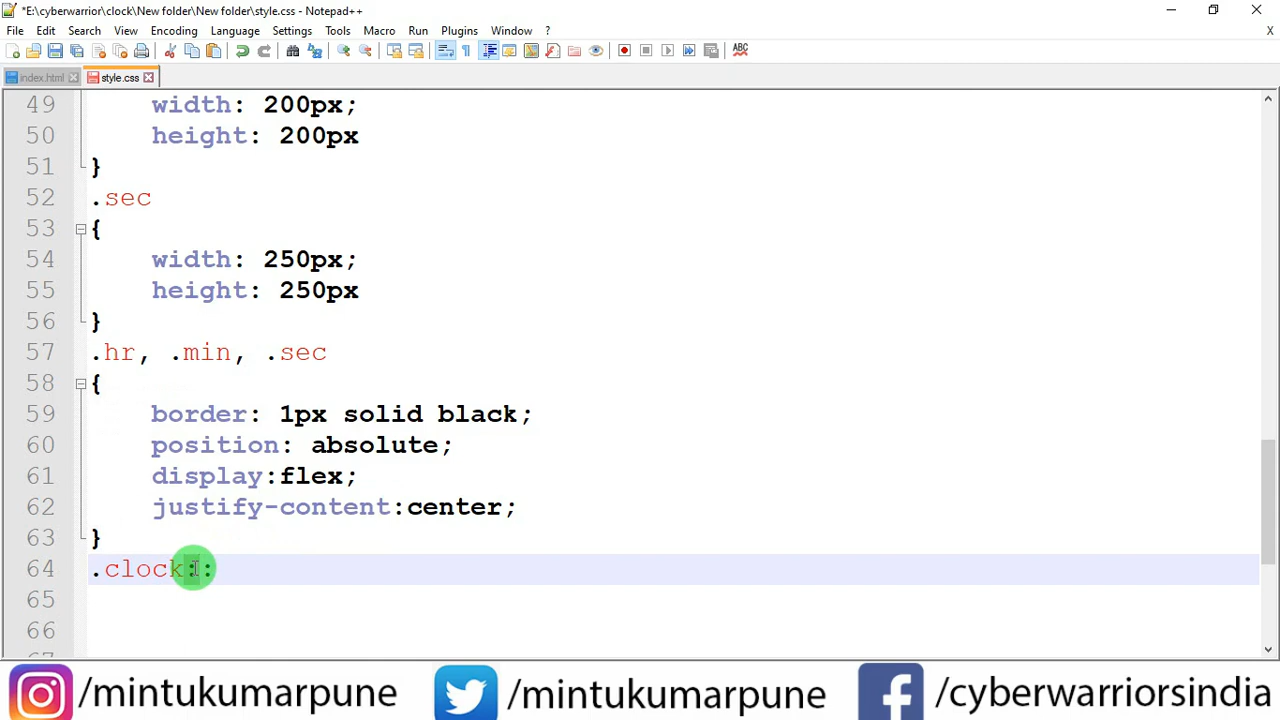 *E:\cyberwarrior\clock\New folder\New folder\style.css - Notepad++
File Edit Search View Encoding Language Settings Tools Macro Run Plugins Window ? X
ABC
index.html style.css
49 width: 200px;
50 height: 200px
51 }
52 .sec
53 {
54 width: 250px;
55 height: 250px
56 }
57 .hr, .min, .sec
58 {
59 border: 1px solid black;
60 position: absolute;
61 display:flex;
62 justify-content:center;
63 }
64 .clock::
65
66
/mintukumarpune /mintukumarpune /cyberwarriorsindia